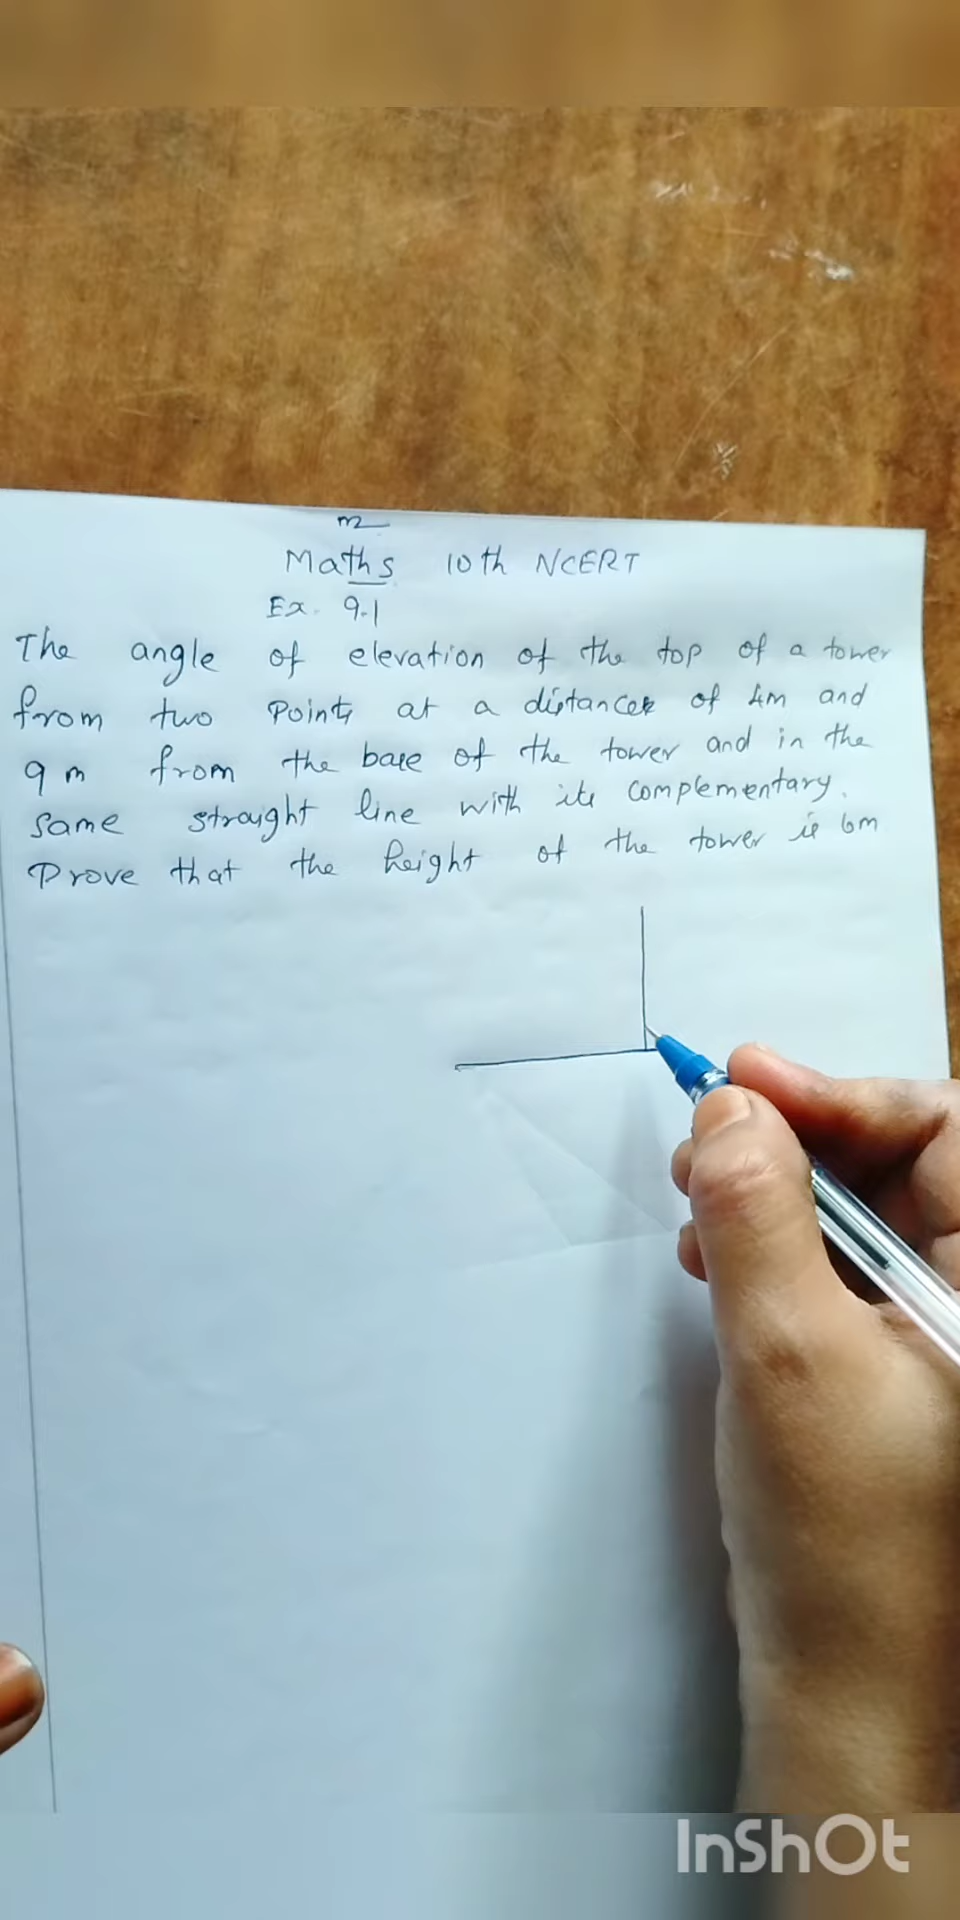 Maths 10th NCERT
Ex. 9.1
The angle of elevation of the top of a tower
from two points at a distances of 4m and
9 m from the base of the tower and in the
same straight line with its complementary.
Prove that the height of the tower is 6m
InShOt